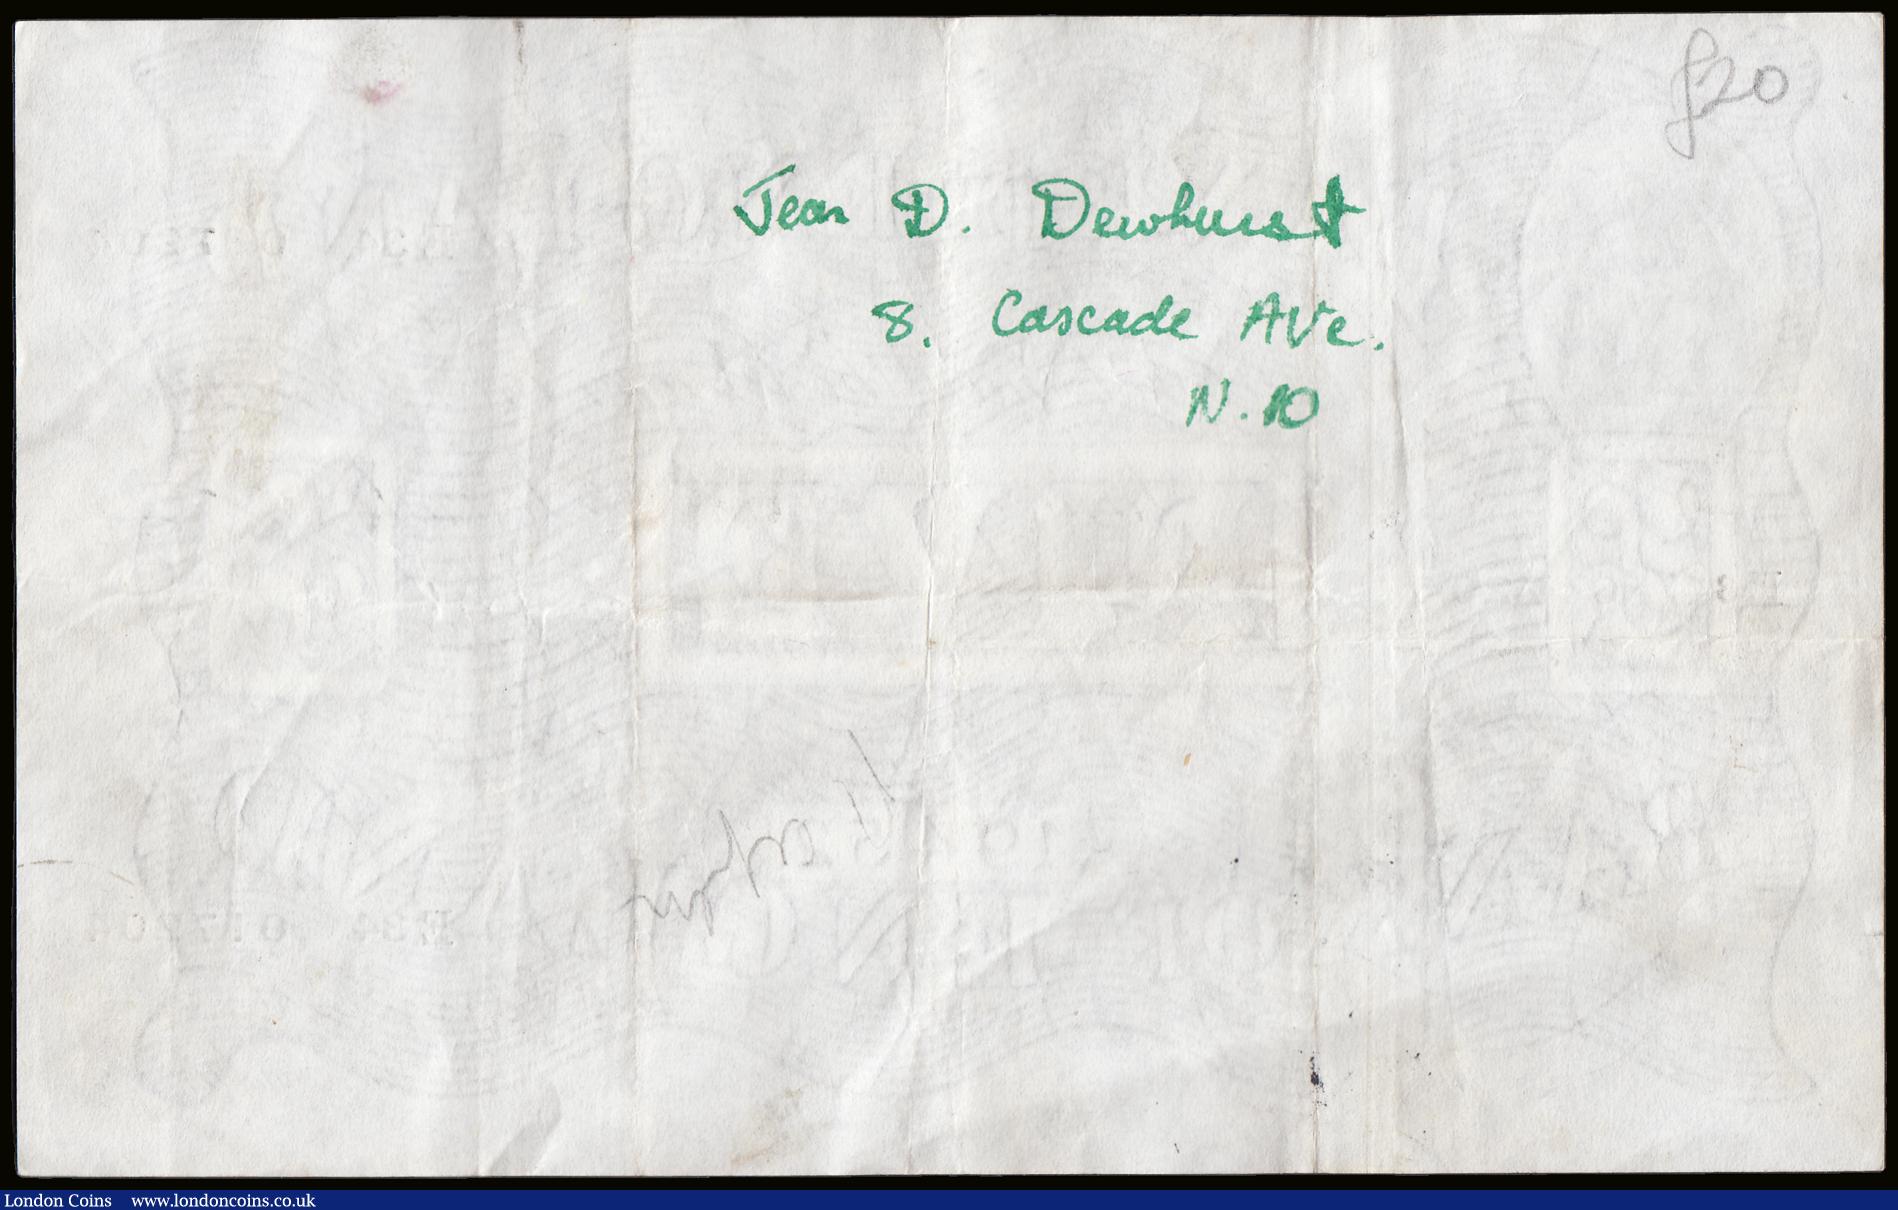 £20
Jean D. Dewhurst
8. Cascade Ave.
N. 10
London Coins www.londoncoins.co.uk